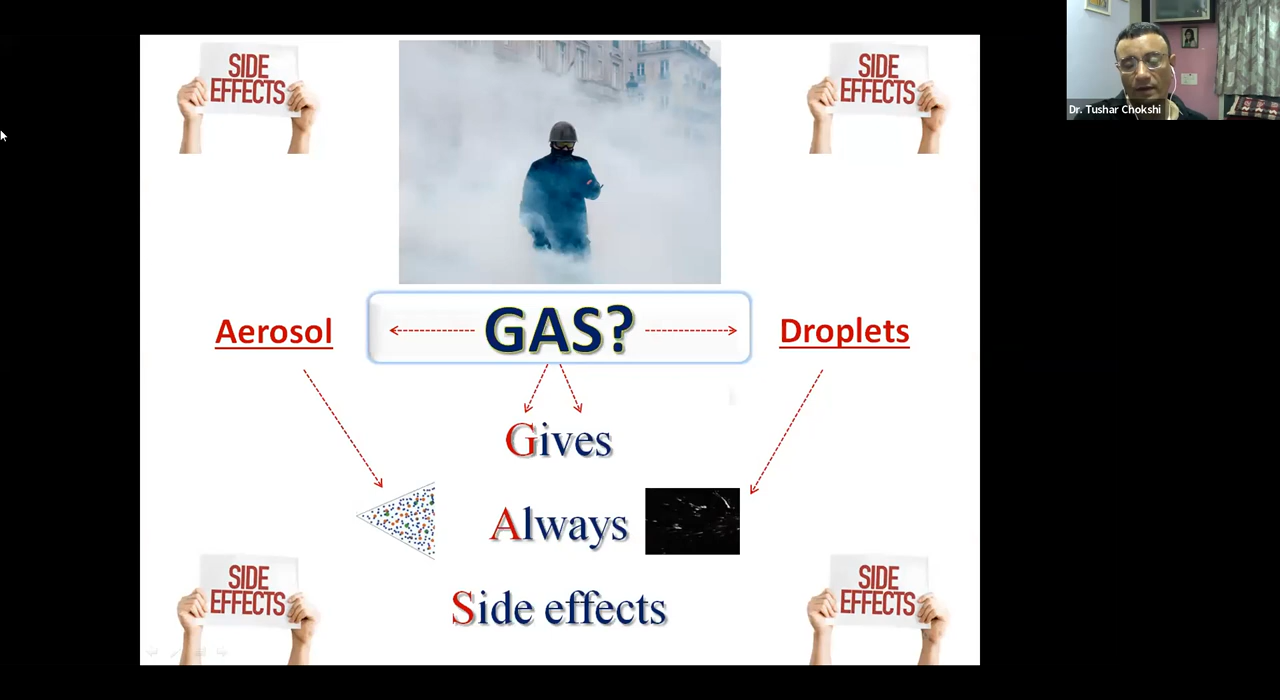 SIDE
EFFECTS
SIDE
EFFECTS
Dr. Tushar Chokshi
Aerosol
GAS?
Droplets
Gives
Always
Side effects
SIDE
EFFECTS
SIDE
EFFECTS